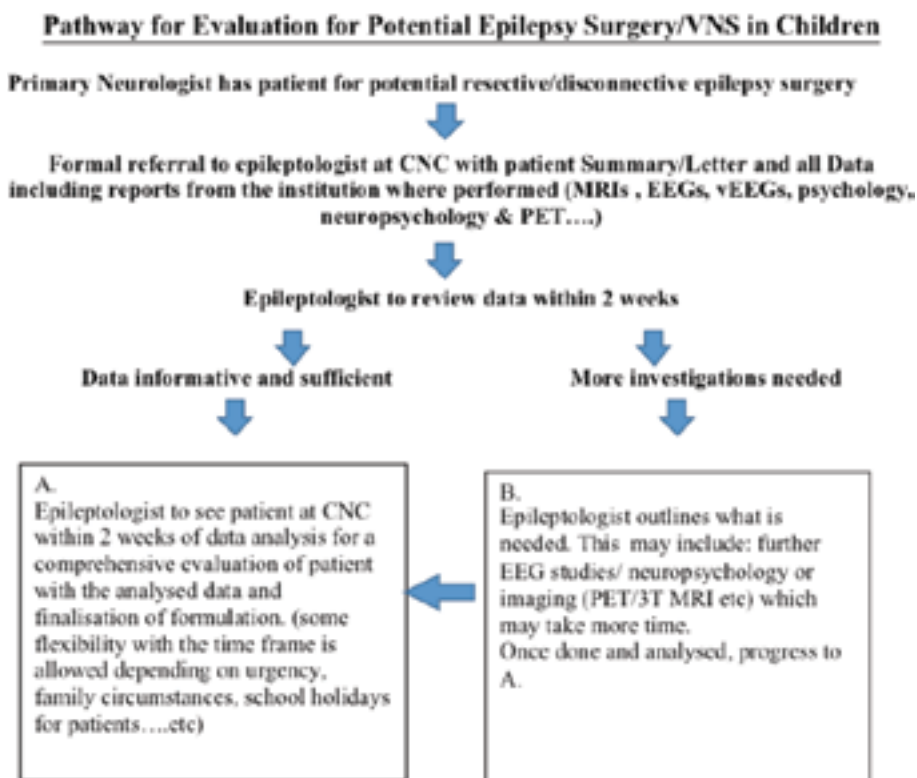 Pathway for Evaluation for Potential Epilepsy Surgery/VNS in Children
Primary Neurologist has patient for potential resective/disconnective epilepsy surgery
Formal referral to epileptologist at CNC with patient Summary/Letter and all Data
including reports from the institution where performed (MRIs , EEGs, vEEGs, psychology,
neuropsychology & PET….)
Epileptologist to review data within 2 weeks
Data informative and sufficient
More investigations needed
A.
Epileptologist to see patient at CNC
within 2 weeks of data analysis for a
comprehensive evaluation of patient
with the analysed data and
finalisation of formulation. (some
flexibility with the time frame is
allowed depending on urgency,
family circumstances, school holidays
for patients….etc)
B.
Epileptologist outlines what is
needed. This may include: further
EEG studies/ neuropsychology or
imaging (PET/3T MRI etc) which
may take more time.
Once done and analysed, progress to
A.